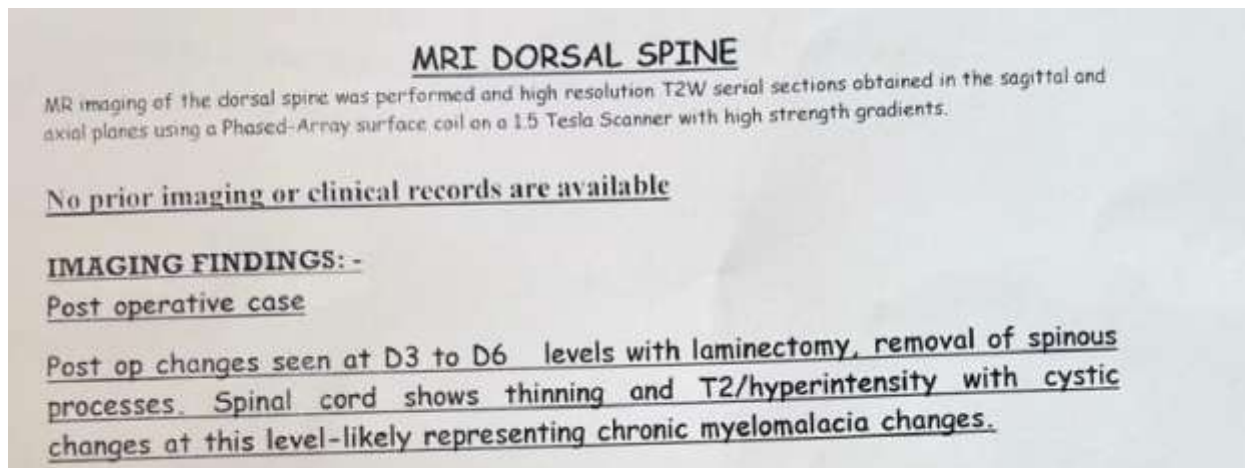 MRI DORSAL SPINE
MR imaging of the dorsal spine was performed and high resolution T2W serial sections obtained in the sagittal and
axial planes using a Phased-Array surface coil on a 1.5 Tesla Scanner with high strength gradients.
No prior imaging or clinical records are available
IMAGING FINDINGS: -
Post operative case
Post op changes seen at D3 to D6 levels with laminectomy, removal of spinous
processes. Spinal cord shows thinning and T2/hyperintensity with cystic
changes at this level-likely representing chronic myelomalacia changes.